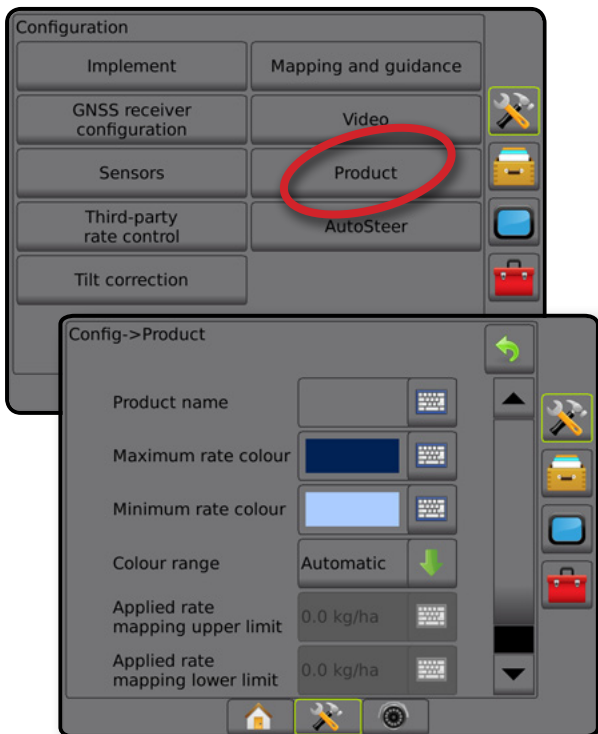 Configuration
Implement
Mapping and guidance
GNSS receiver
configuration
Video
Sensors
Product
Third-party
rate control
AutoSteer
Tilt correction
Config->Product
Product name
Maximum rate colour
Minimum rate colour
Colour range
Automatic
Applied rate
mapping upper limit
0.0 kg/ha
Applied rate
mapping lower limit
0.0 kg/ha